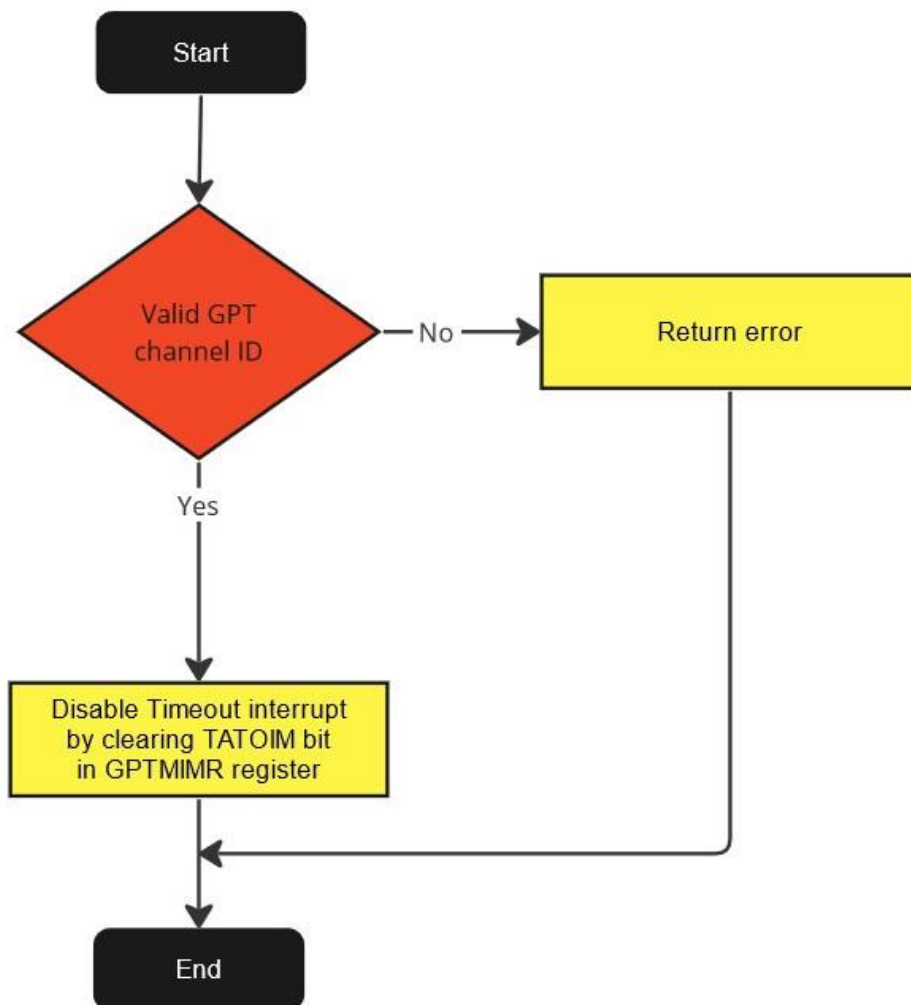 Start
Valid GPT
channel ID
No
Return error
Yes
Disable Timeout interrupt
by clearing TATOIM bit
in GPTMIMR register
End